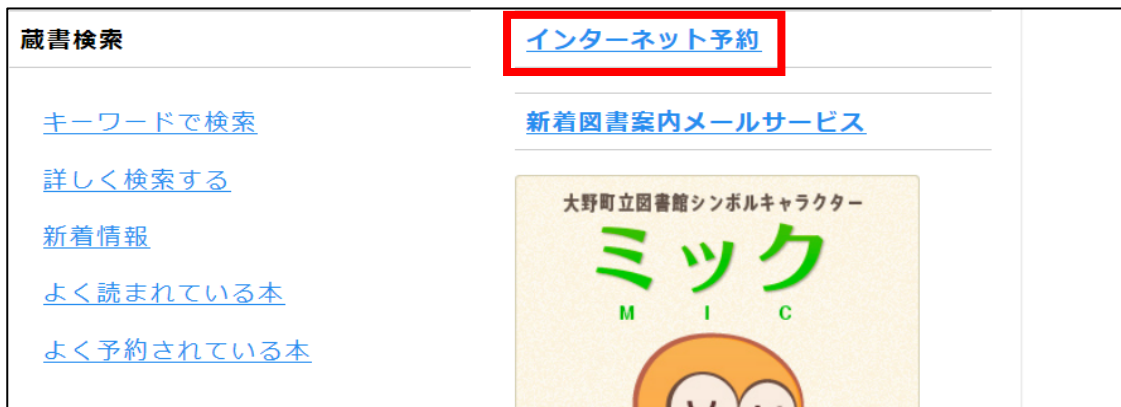 蔵書検索
キーワードで検索
詳しく検索する
新着情報
よく読まれている本
よく予約されている本
インターネット予約
新着図書案内メールサービス
大野町立図書館シンボルキャラクター
ミック
MIC